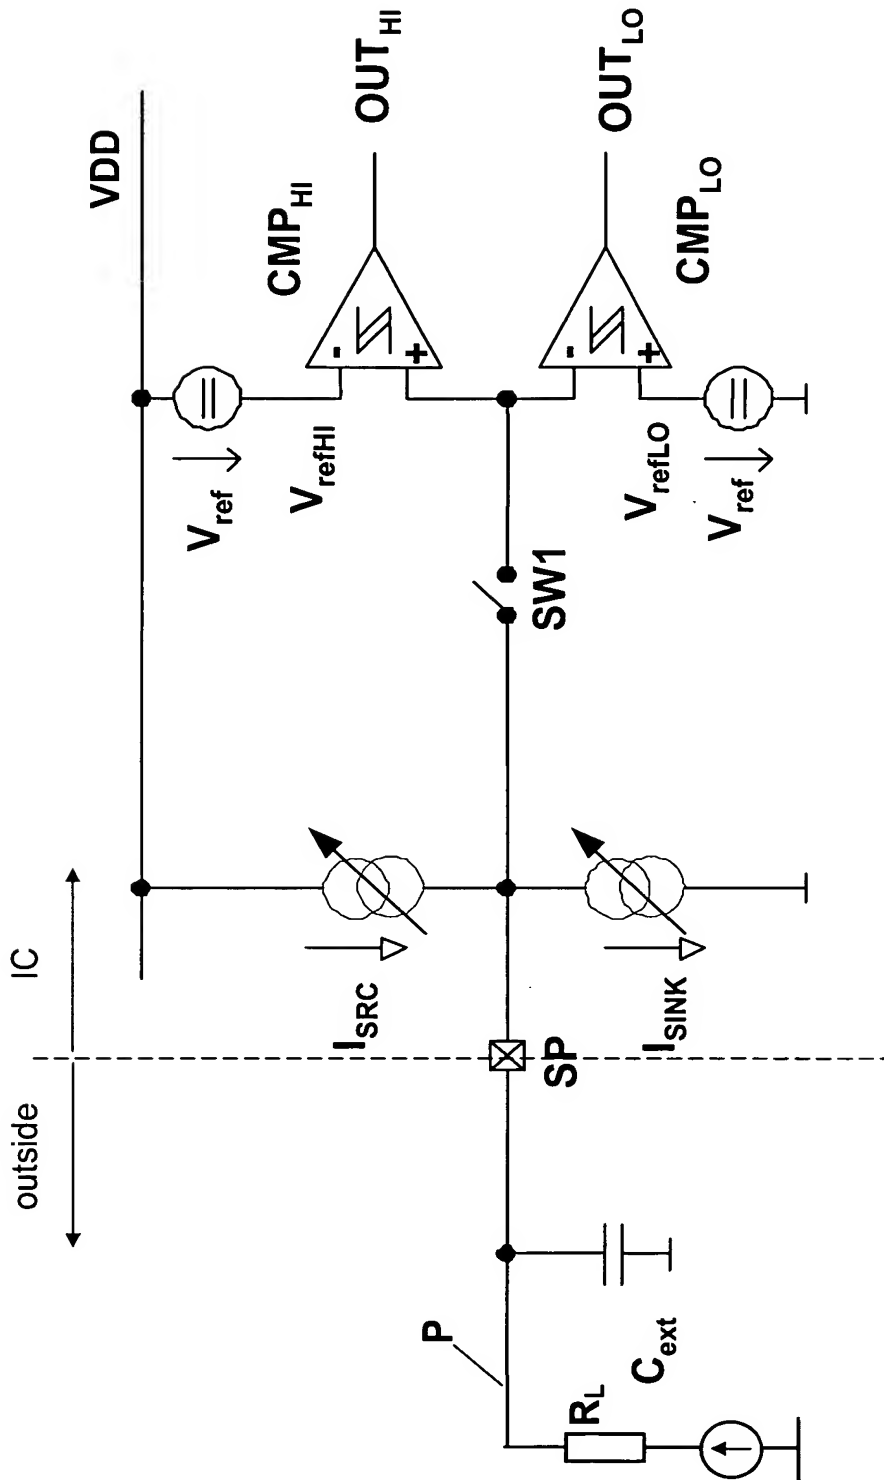 outside
IC
VDD
V_ref
V_refHI
CMP_HI
OUT_HI
-
+
I_SRC
P
SP
SW1
-
+
I_SINK
R_L
C_ext
V_refLO
V_ref
CMP_LO
OUT_LO